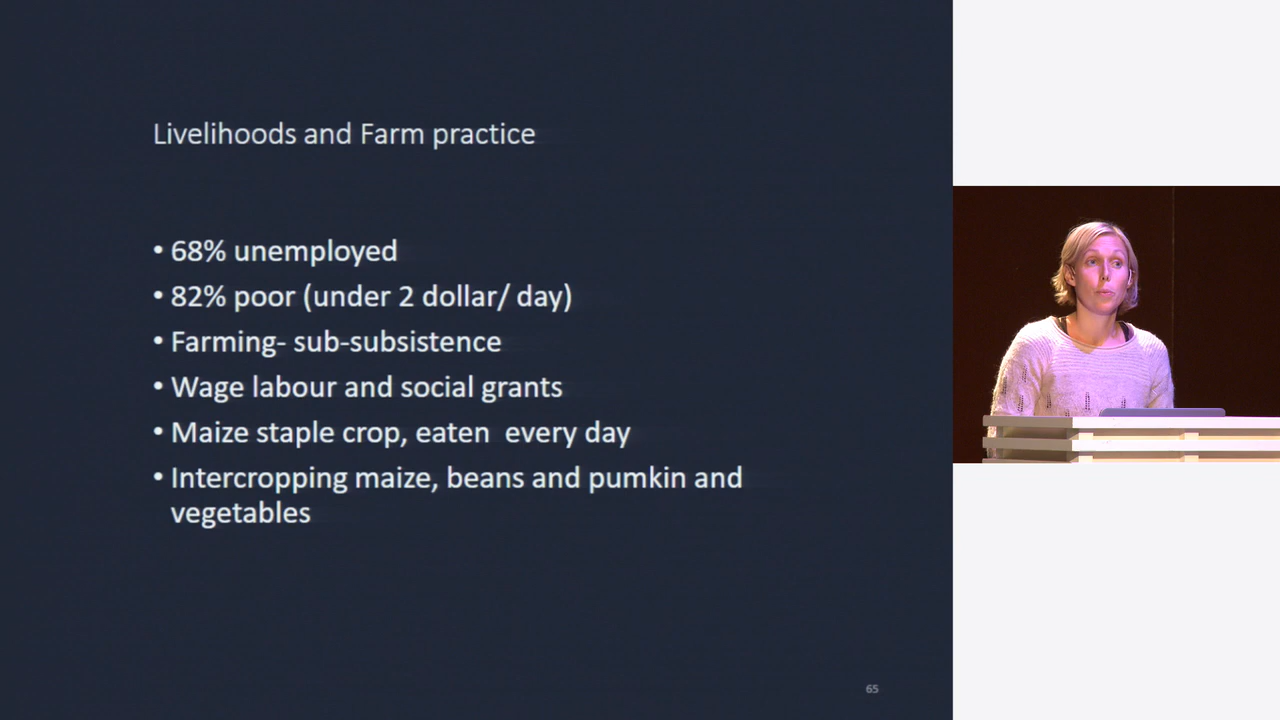 Livelihoods and Farm practice
• 68% unemployed
• 82% poor (under 2 dollar/ day)
• Farming- sub-subsistence
• Wage labour and social grants
• Maize staple crop, eaten  every day
• Intercropping maize, beans and pumkin and
vegetables
65